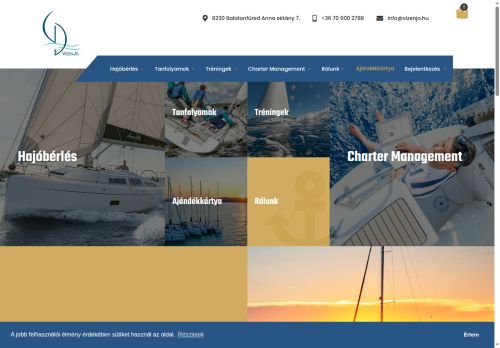 VízenJó
8230 Balatonfüred Anna sétány 7.
+36 70 600 2788
info@vizenjo.hu
0
Hajóbérlés
Tanfolyamok
Tréningek
Charter Management
Rólunk
Ajándékkártya
Bejelentkezés
Hajóbérlés
Tanfolyamok
Tréningek
Charter Management
Ajándékkártya
Rólunk
A jobb felhasználói élmény érdekében sütiket használ az oldal. Részletek
Értem